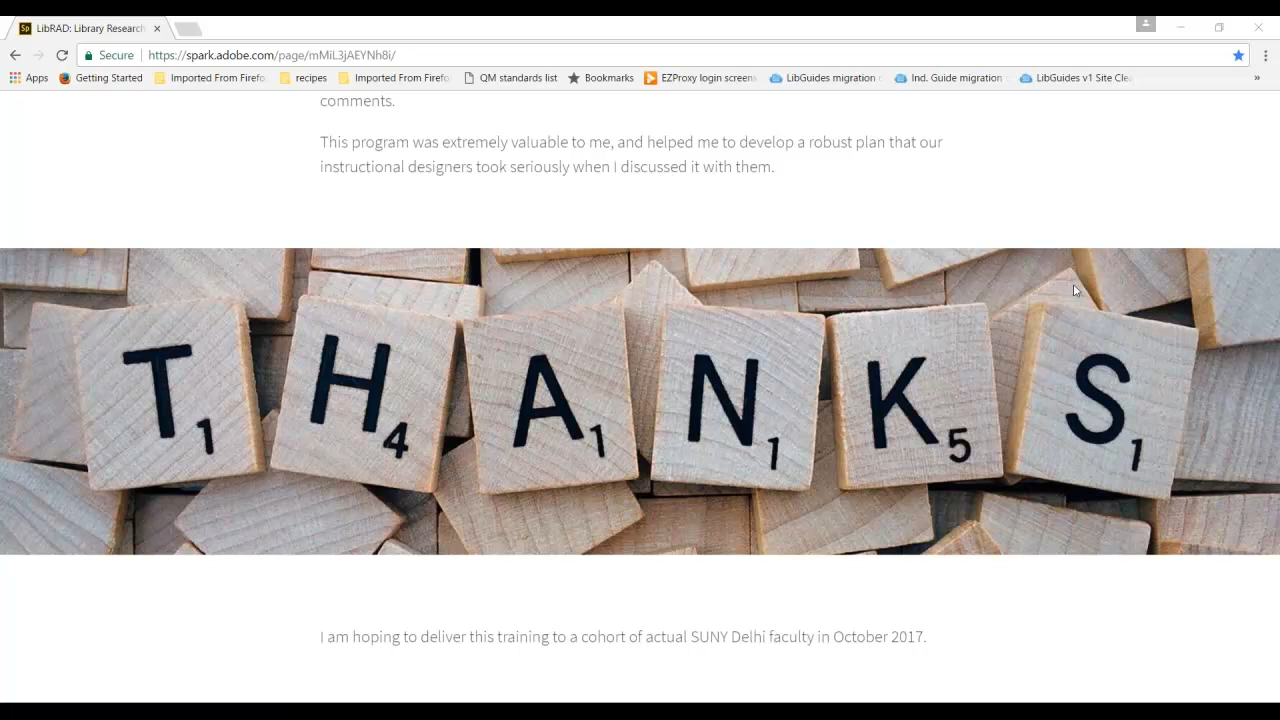 LibRAD: Library Research
Secure https://spark.adobe.com/page/mMiL3jAEYNh8i/
Apps Getting Started Imported From Firefo recipes Imported From Firefo QM standards list Bookmarks EZProxy login screens LibGuides migration Ind. Guide migration LibGuides v1 Site Clea »
comments.
This program was extremely valuable to me, and helped me to develop a robust plan that our
instructional designers took seriously when I discussed it with them.
T1 H4 A1 N1 K5 S1
I am hoping to deliver this training to a cohort of actual SUNY Delhi faculty in October 2017.